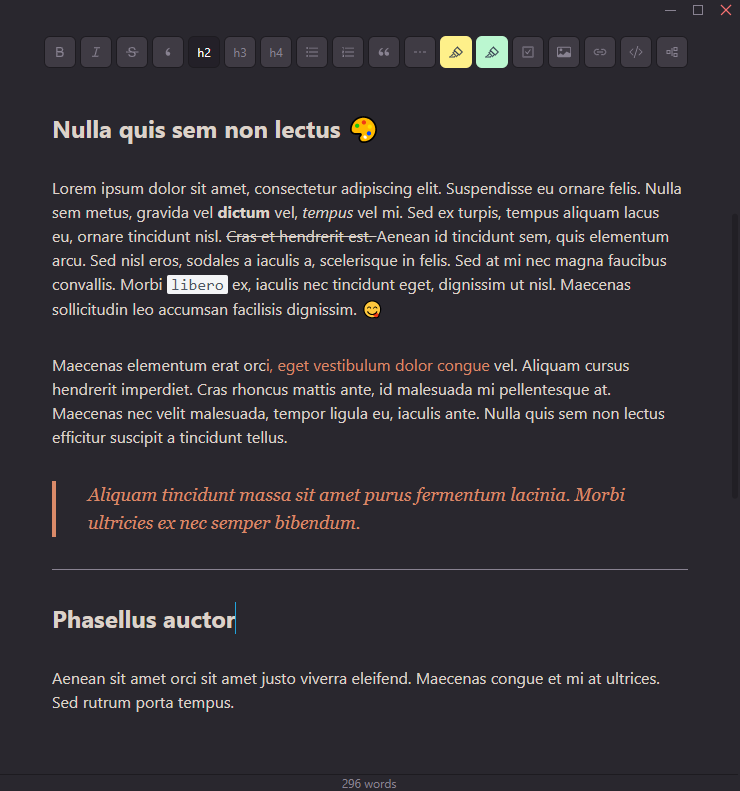 B I S h2 h3 h4
Nulla quis sem non lectus 🎨
Lorem ipsum dolor sit amet, consectetur adipiscing elit. Suspendisse eu ornare felis. Nulla
sem metus, gravida vel dictum vel, tempus vel mi. Sed ex turpis, tempus aliquam lacus
eu, ornare tincidunt nisl. Cras et hendrerit est. Aenean id tincidunt sem, quis elementum
arcu. Sed nisl eros, sodales a iaculis a, scelerisque in felis. Sed at mi nec magna faucibus
convallis. Morbi libero ex, iaculis nec tincidunt eget, dignissim ut nisl. Maecenas
sollicitudin leo accumsan facilisis dignissim. 😋
Maecenas elementum erat orci, eget vestibulum dolor congue vel. Aliquam cursus
hendrerit imperdiet. Cras rhoncus mattis ante, id malesuada mi pellentesque at.
Maecenas nec velit malesuada, tempor ligula eu, iaculis ante. Nulla quis sem non lectus
efficitur suscipit a tincidunt tellus.
Aliquam tincidunt massa sit amet purus fermentum lacinia. Morbi
ultricies ex nec semper bibendum.
Phasellus auctor
Aenean sit amet orci sit amet justo viverra eleifend. Maecenas congue et mi at ultrices.
Sed rutrum porta tempus.
296 words